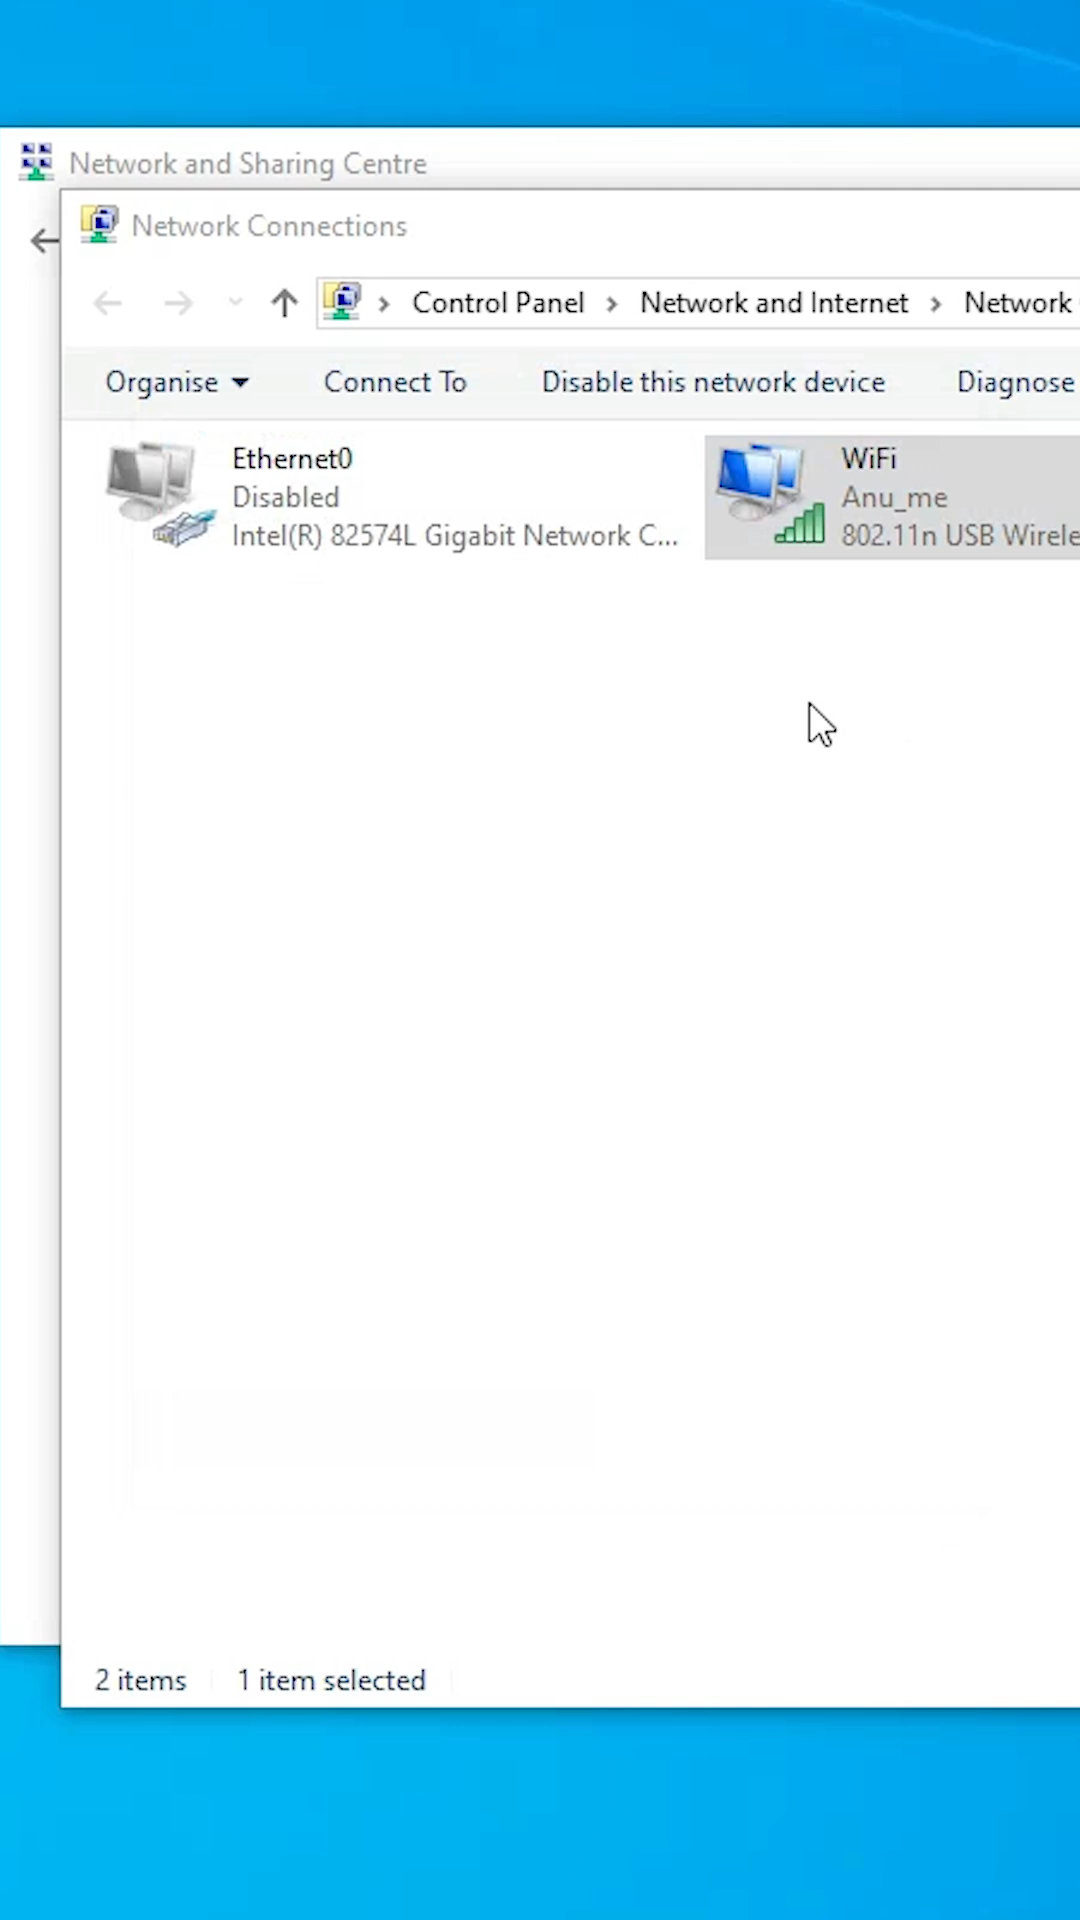 Network and Sharing Centre
Network Connections
Control Panel > Network and Internet > Network
Organise Connect To Disable this network device Diagnose
Ethernet0
Disabled
Intel(R) 82574L Gigabit Network C...
WiFi
Anu_me
802.11n USB Wirele
2 items 1 item selected